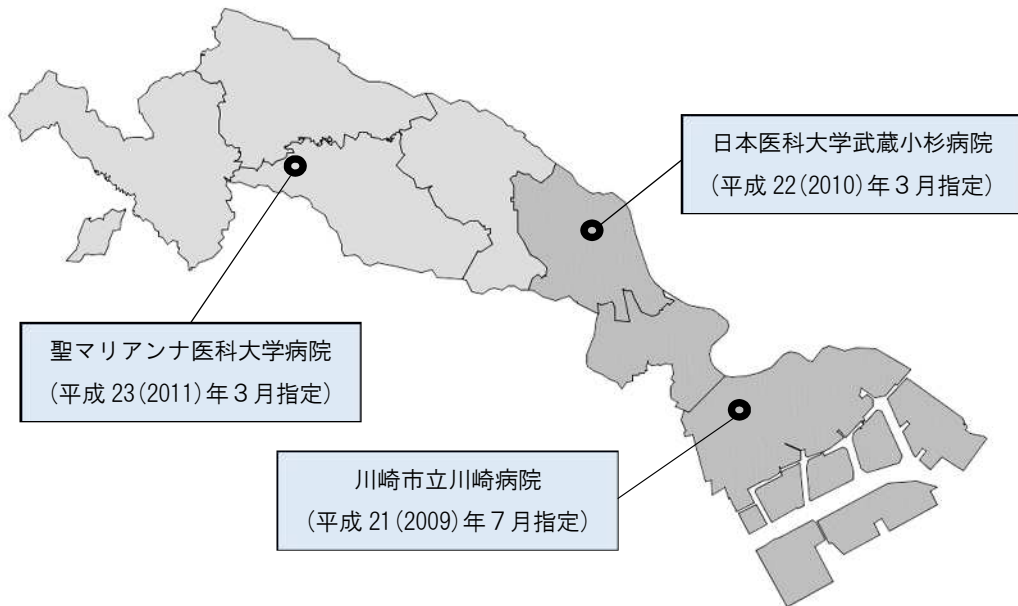 日本医科大学武蔵小杉病院
（平成 22(2010)年３月指定）
聖マリアンナ医科大学病院
（平成 23(2011)年３月指定）
川崎市立川崎病院
（平成 21(2009)年７月指定）